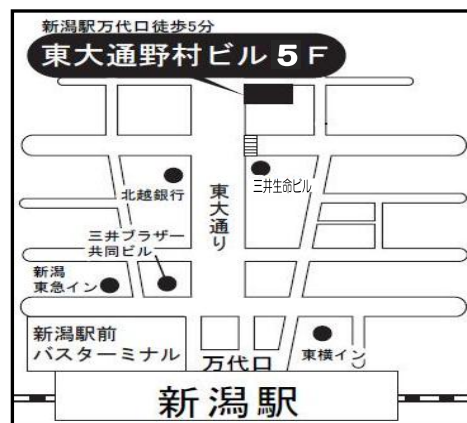 新潟駅万代口徒歩5分
東大通野村ビル5F
北越銀行
東大通り
三井生命ビル
三井ブラザー
共同ビル
新潟
東急イン
新潟駅前
バスターミナル
万代口
東横イン
新潟駅